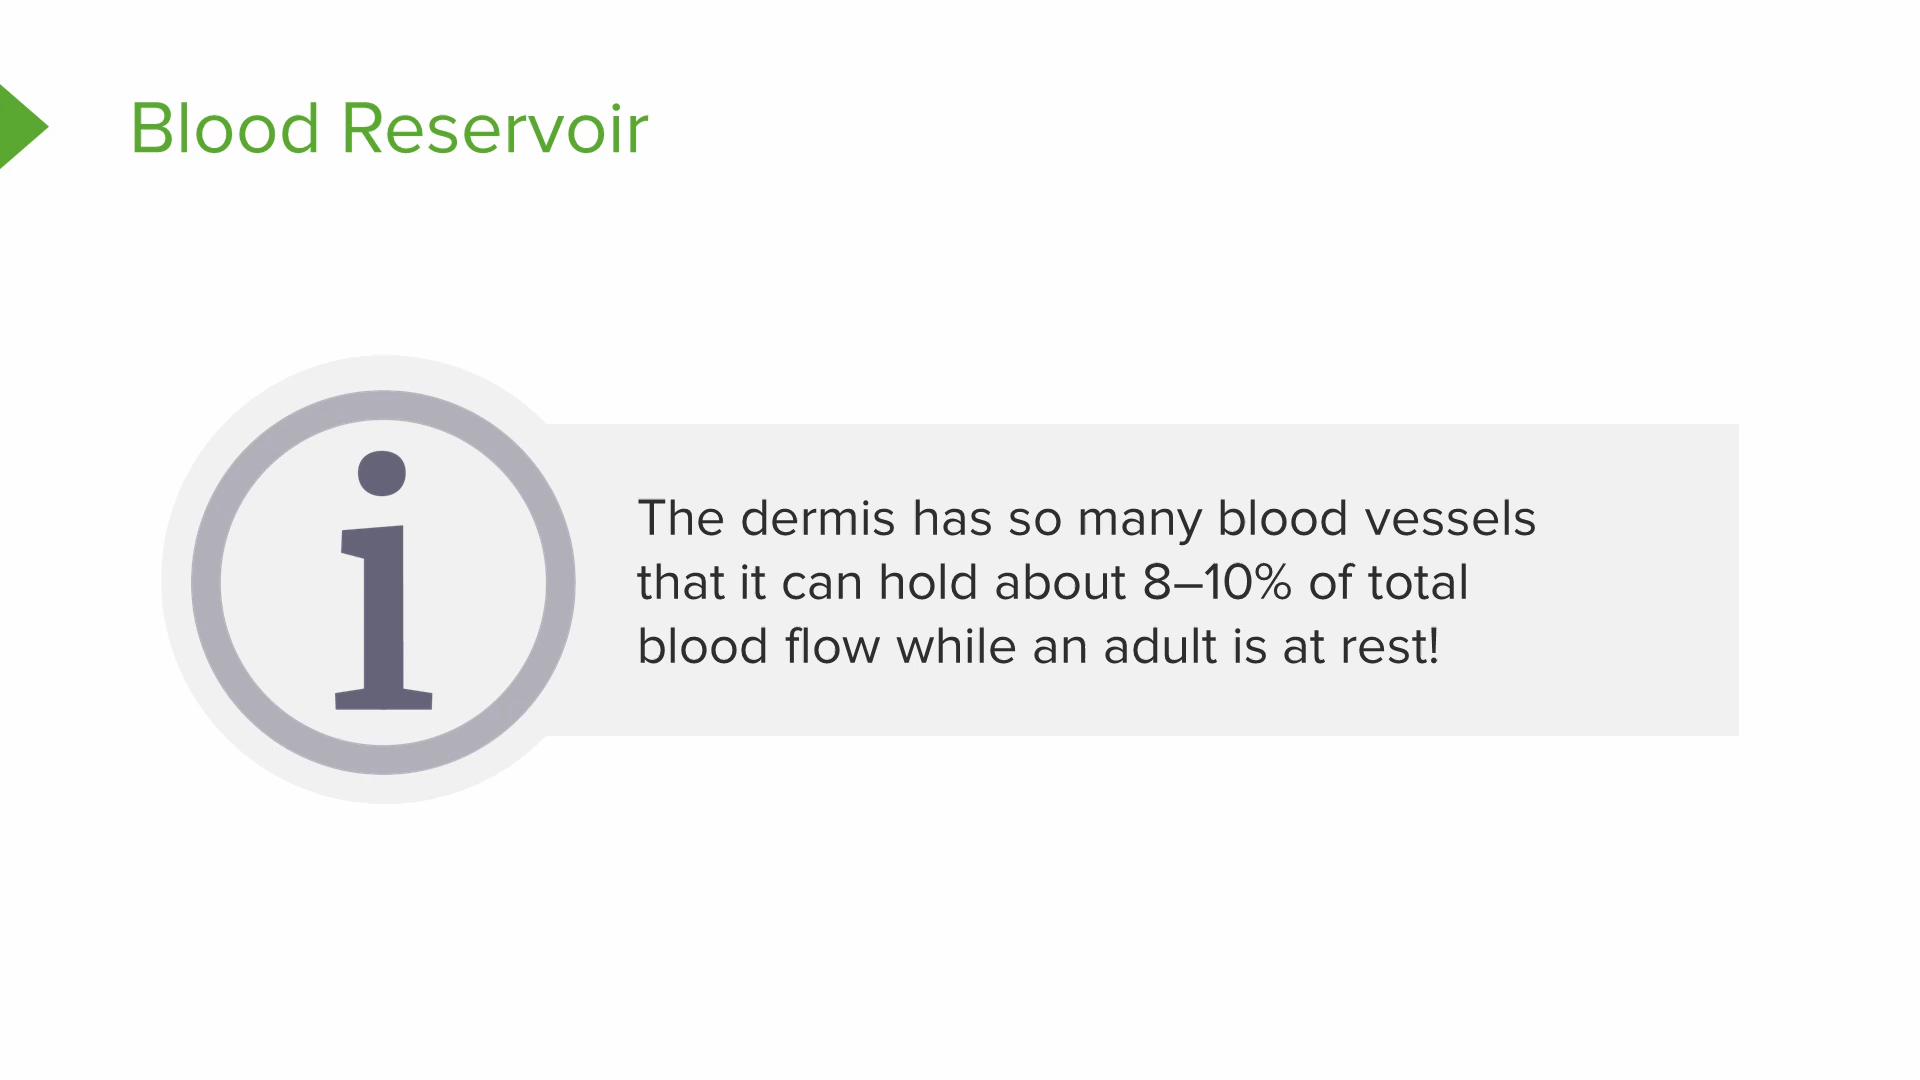 Blood Reservoir
i
The dermis has so many blood vessels
that it can hold about 8–10% of total
blood flow while an adult is at rest!